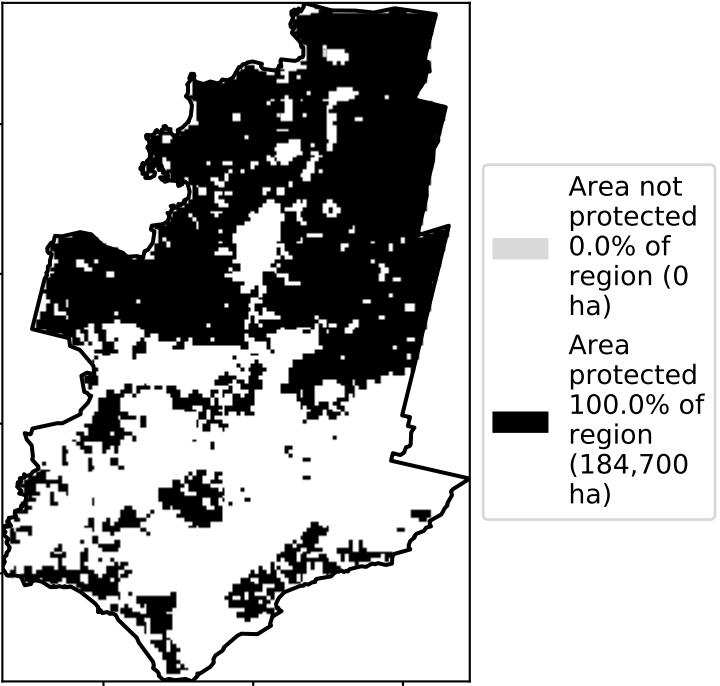 Area not
protected
0.0% of
region (0
ha)
Area
protected
100.0% of
region
(184,700
ha)